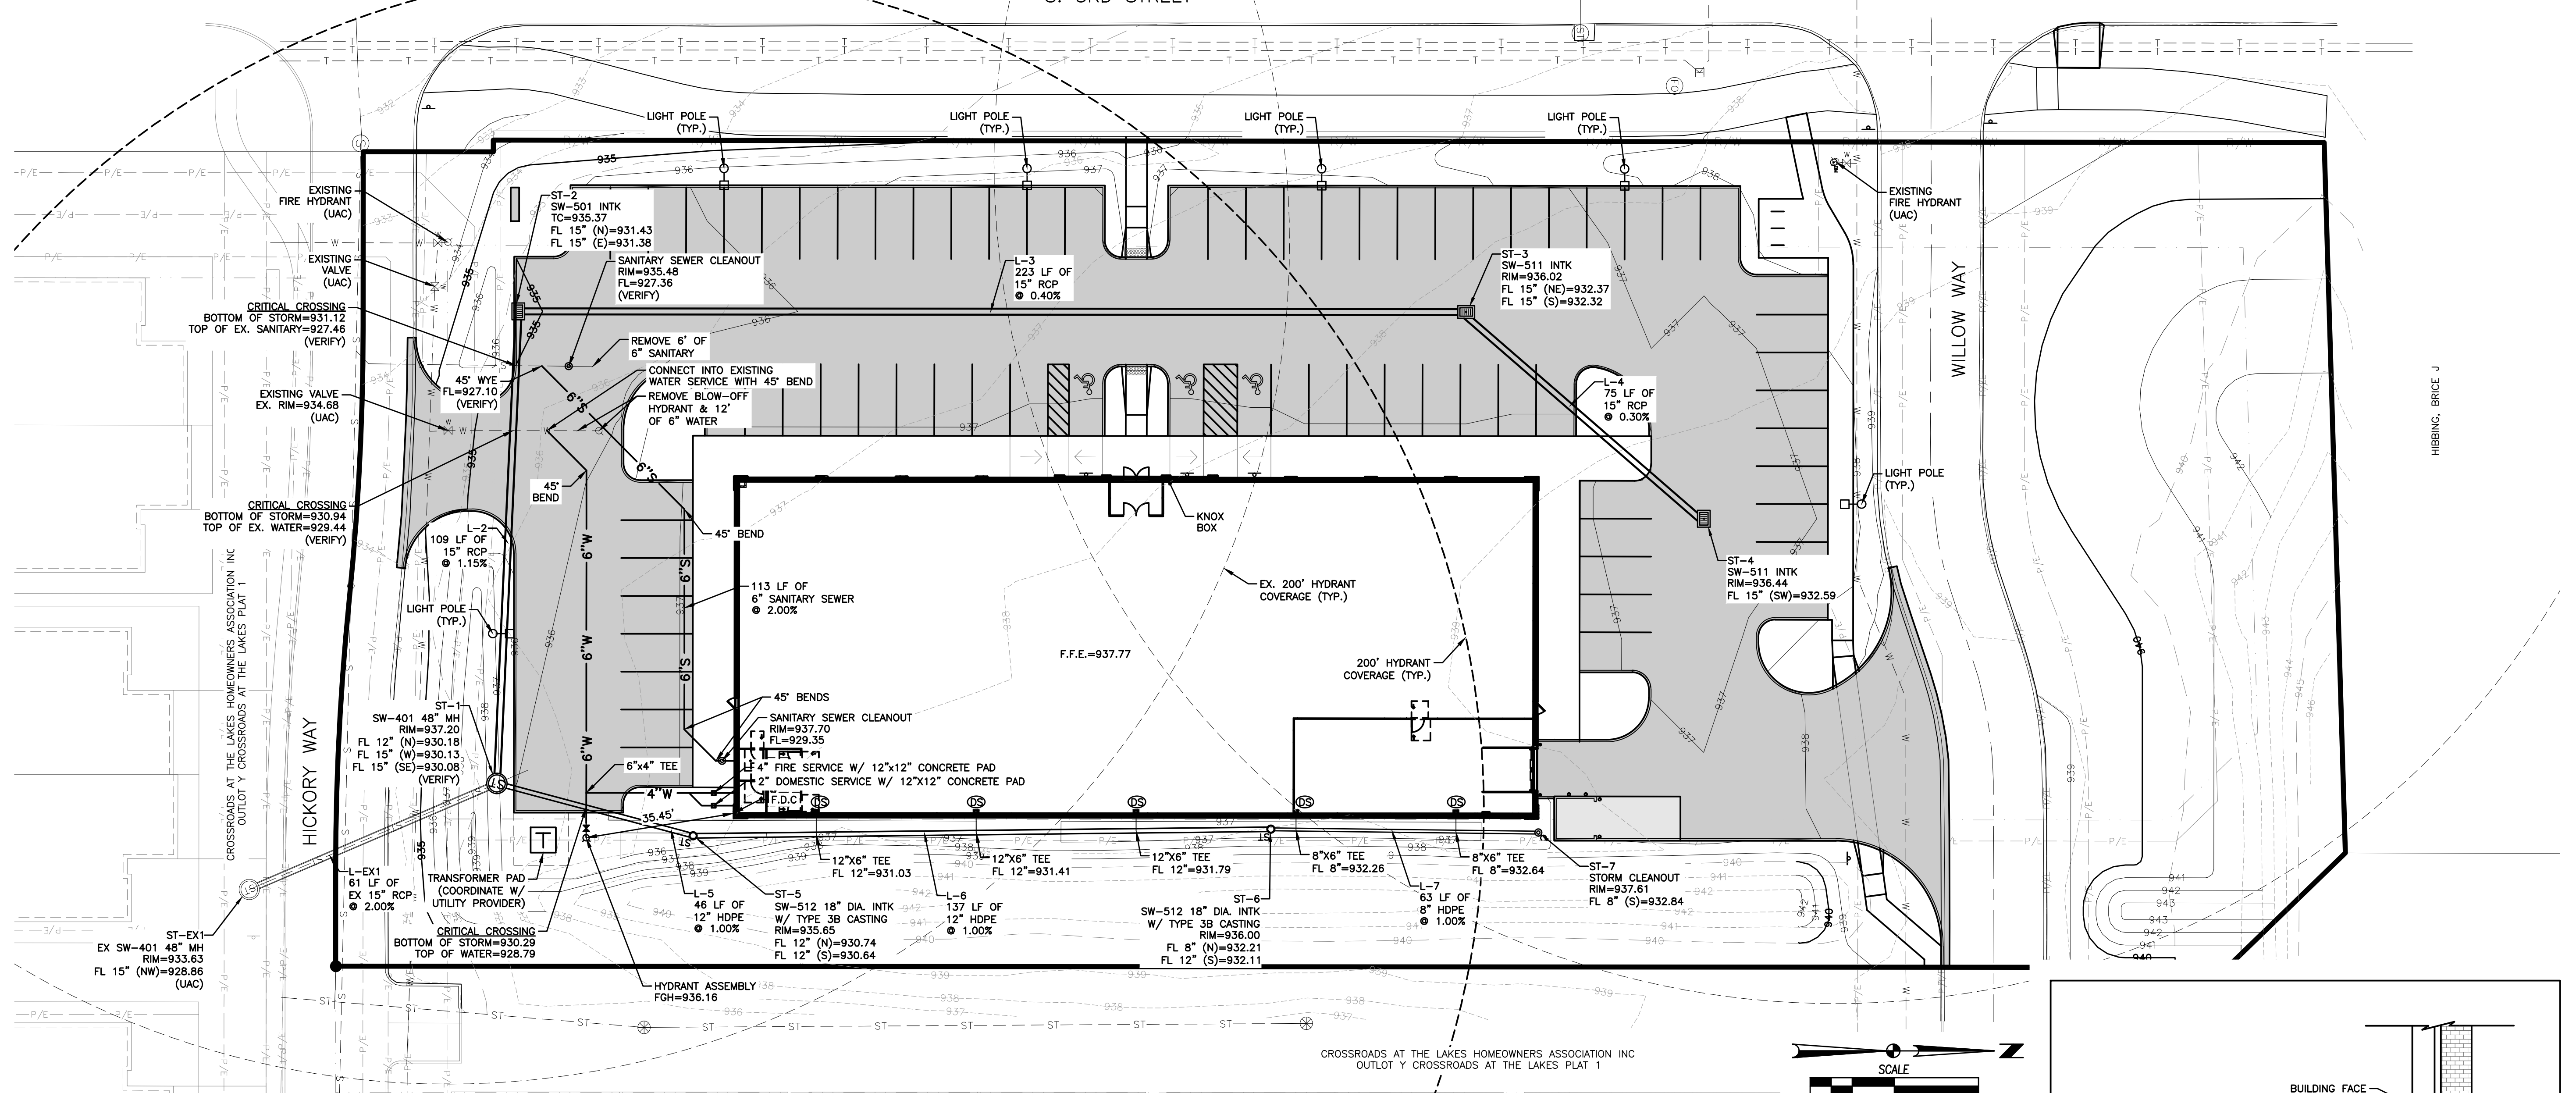 S. 3RD STREET
LIGHT POLE
(TYP.)
LIGHT POLE
(TYP.)
LIGHT POLE
(TYP.)
LIGHT POLE
(TYP.)
EXISTING
FIRE HYDRANT
(UAC)
EXISTING
VALVE
(UAC)
CRITICAL CROSSING
BOTTOM OF STORM=931.12
TOP OF EX. SANITARY=927.46
(VERIFY)
EXISTING VALVE
EX. RIM=934.68
(UAC)
CRITICAL CROSSING
BOTTOM OF STORM=930.94
TOP OF EX. WATER=929.44
(VERIFY)
ST-2
SW-501 INTK
TC=935.37
FL 15" (N)=931.43
FL 15" (E)=931.38
SANITARY SEWER CLEANOUT
RIM=935.48
FL=927.36
(VERIFY)
REMOVE 6' OF
6" SANITARY
CONNECT INTO EXISTING
WATER SERVICE WITH 45° BEND
REMOVE BLOW-OFF
HYDRANT & 12'
OF 6" WATER
45° WYE
FL=927.10
(VERIFY)
45°
BEND
45° BEND
L-2
109 LF OF
15" RCP
@ 1.15%
L-3
223 LF OF
15" RCP
@ 0.40%
ST-3
SW-511 INTK
RIM=936.02
FL 15" (NE)=932.37
FL 15" (S)=932.32
L-4
75 LF OF
15" RCP
@ 0.30%
EXISTING
FIRE HYDRANT
(UAC)
WILLOW WAY
HIBBING, BRICE J
LIGHT POLE
(TYP.)
ST-4
SW-511 INTK
RIM=936.44
FL 15" (SW)=932.59
KNOX
BOX
EX. 200' HYDRANT
COVERAGE (TYP.)
F.F.E.=937.77
200' HYDRANT
COVERAGE (TYP.)
113 LF OF
6" SANITARY SEWER
@ 2.00%
6"S
6"S
6"S
6"S
6"W
6"W
6"W
LIGHT POLE
(TYP.)
45° BENDS
SANITARY SEWER CLEANOUT
RIM=937.70
FL=929.35
4" FIRE SERVICE W/ 12"x12" CONCRETE PAD
2" DOMESTIC SERVICE W/ 12"X12" CONCRETE PAD
F.D.C
6"x4" TEE
4"W
35.45'
DS
DS
DS
DS
DS
CROSSROADS AT THE LAKES HOMEOWNERS ASSOCIATION INC
OUTLOT Y CROSSROADS AT THE LAKES PLAT 1
HICKORY WAY
ST-1
SW-401 48" MH
RIM=937.20
FL 12" (N)=930.18
FL 15" (W)=930.13
FL 15" (SE)=930.08
(VERIFY)
L-EX1
61 LF OF
EX 15" RCP
@ 2.00%
ST-EX1
EX SW-401 48" MH
RIM=933.63
FL 15" (NW)=928.86
(UAC)
T
TRANSFORMER PAD
(COORDINATE W/
UTILITY PROVIDER)
CRITICAL CROSSING
BOTTOM OF STORM=930.29
TOP OF WATER=928.79
HYDRANT ASSEMBLY
FGH=936.16
L-5
46 LF OF
12" HDPE
@ 1.00%
ST-5
SW-512 18" DIA. INTK
W/ TYPE 3B CASTING
RIM=935.65
FL 12" (N)=930.74
FL 12" (S)=930.64
12"X6" TEE
FL 12"=931.03
12"X6" TEE
FL 12"=931.41
12"X6" TEE
FL 12"=931.79
8"X6" TEE
FL 8"=932.26
8"X6" TEE
FL 8"=932.64
L-6
137 LF OF
12" HDPE
@ 1.00%
ST-6
SW-512 18" DIA. INTK
W/ TYPE 3B CASTING
RIM=936.00
FL 8" (N)=932.21
FL 12" (S)=932.11
L-7
63 LF OF
8" HDPE
@ 1.00%
ST-7
STORM CLEANOUT
RIM=937.61
FL 8" (S)=932.84
CROSSROADS AT THE LAKES HOMEOWNERS ASSOCIATION INC
OUTLOT Y CROSSROADS AT THE LAKES PLAT 1
SCALE
BUILDING FACE